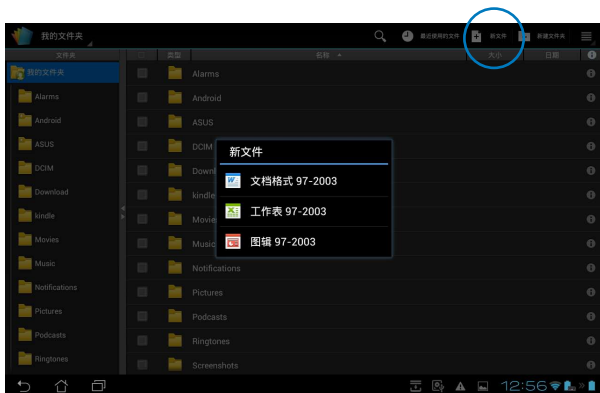 我的文件夹
最近使用的文件
新文件
新建文件夹
文件夹
类型
名称
大小
日期
我的文件夹
Alarms
Android
ASUS
DCIM
Download
kindle
Movies
Music
Notifications
Pictures
Podcasts
Ringtones
Alarms
Android
ASUS
DCIM
Downl
kindle
Movie
Music
Notifications
Pictures
Podcasts
Ringtones
Screenshots
新文件
文档格式 97-2003
工作表 97-2003
图辑 97-2003
12:56